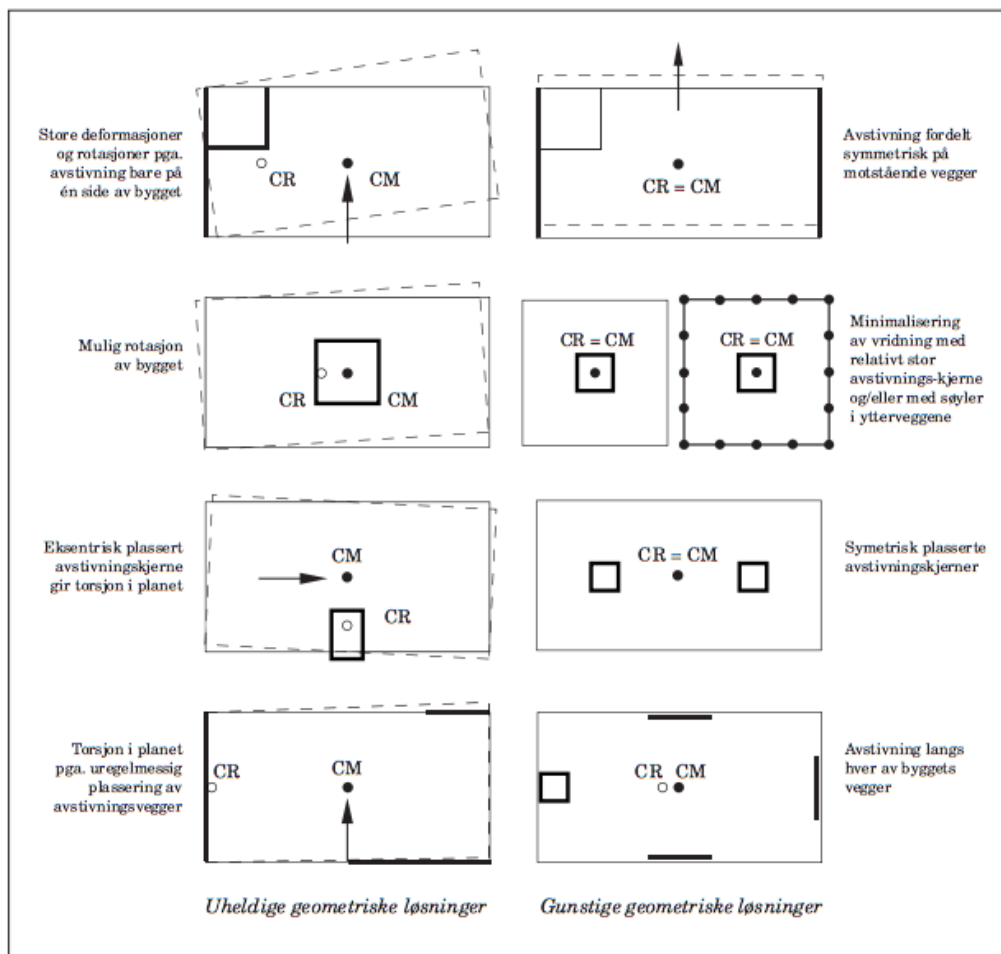 Store deformasjoner
og rotasjoner pga.
avstivning bare på
én side av bygget
CR
CM
CR = CM
Avstivning fordelt
symmetrisk på
motstående vegger
Mulig rotasjon
av bygget
CR
CM
CR = CM
CR = CM
Minimalisering
av vridning med
relativt stor
avstivnings-kjerne
og/eller med søyler
i ytterveggene
Eksentrisk plassert
avstivningskjerne
gir torsjon i planet
CM
CR
CR = CM
Symetrisk plasserte
avstivningskjerner
Torsjon i planet
pga. uregelmessig
plassering av
avstivningsvegger
CR
CM
CR
CM
Avstivning langs
hver av byggets
vegger
Uheldige geometriske løsninger
Gunstige geometriske løsninger